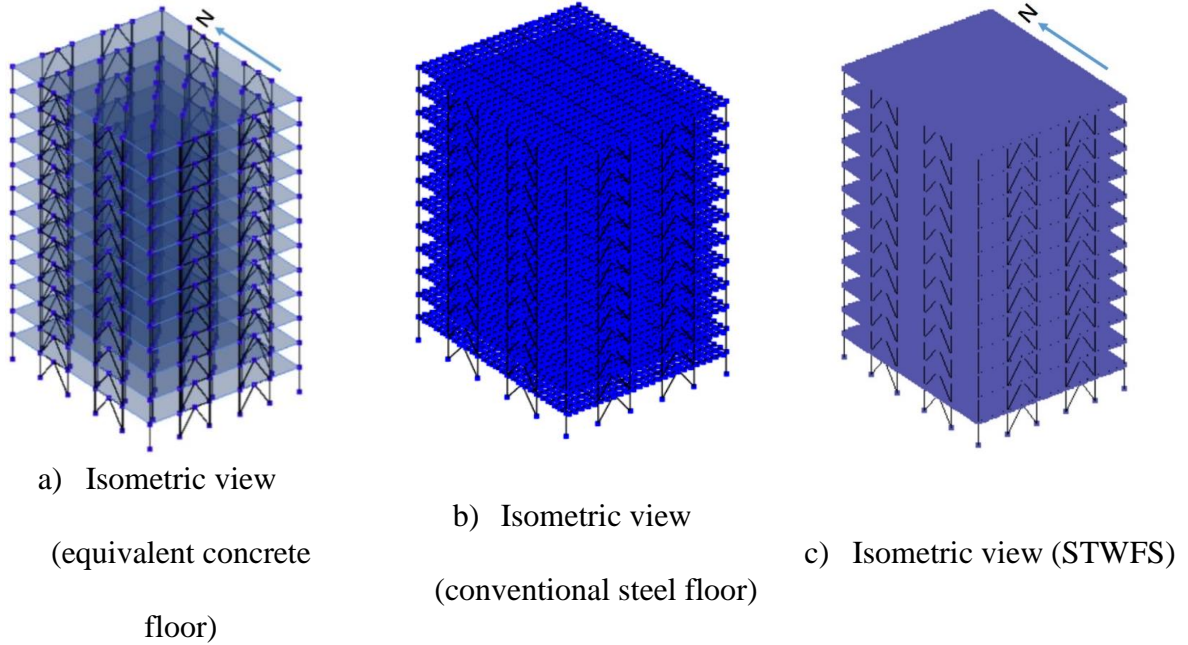 N
N
a) Isometric view
(equivalent concrete
floor)
b) Isometric view
(conventional steel floor)
c) Isometric view (STWFS)